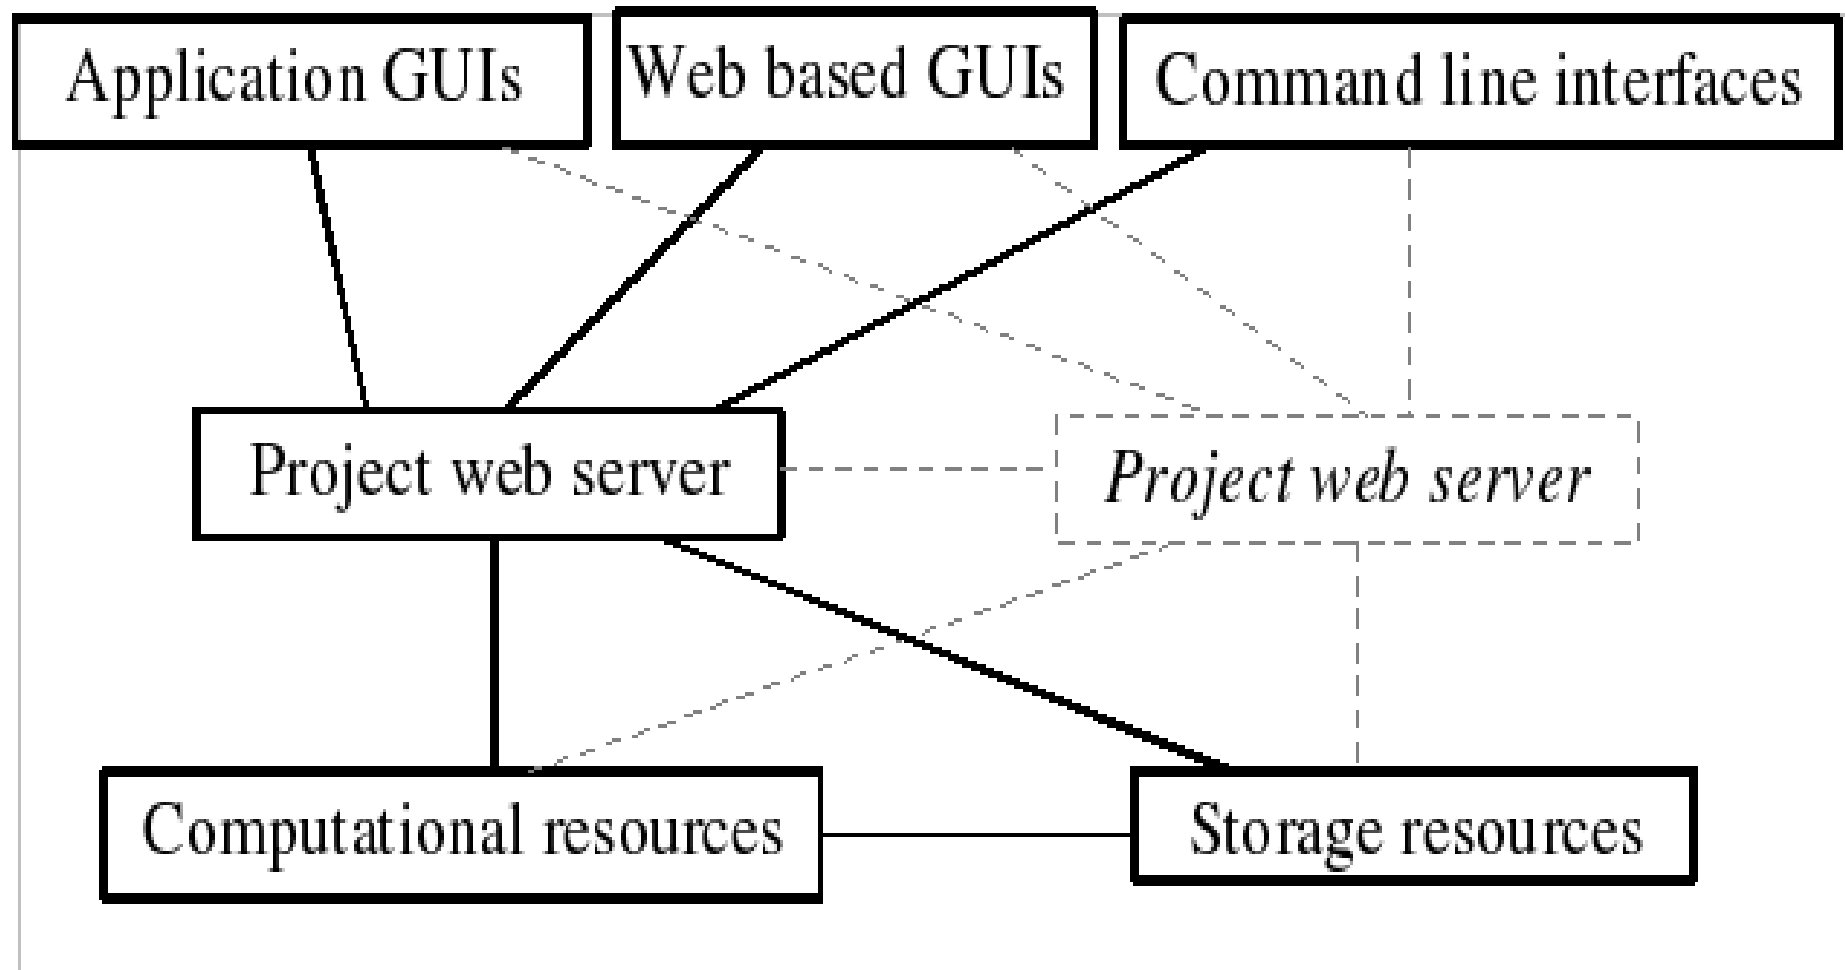 Application GUIs
Web based GUIs
Command line interfaces
Project web server
Project web server
Computational resources
Storage resources